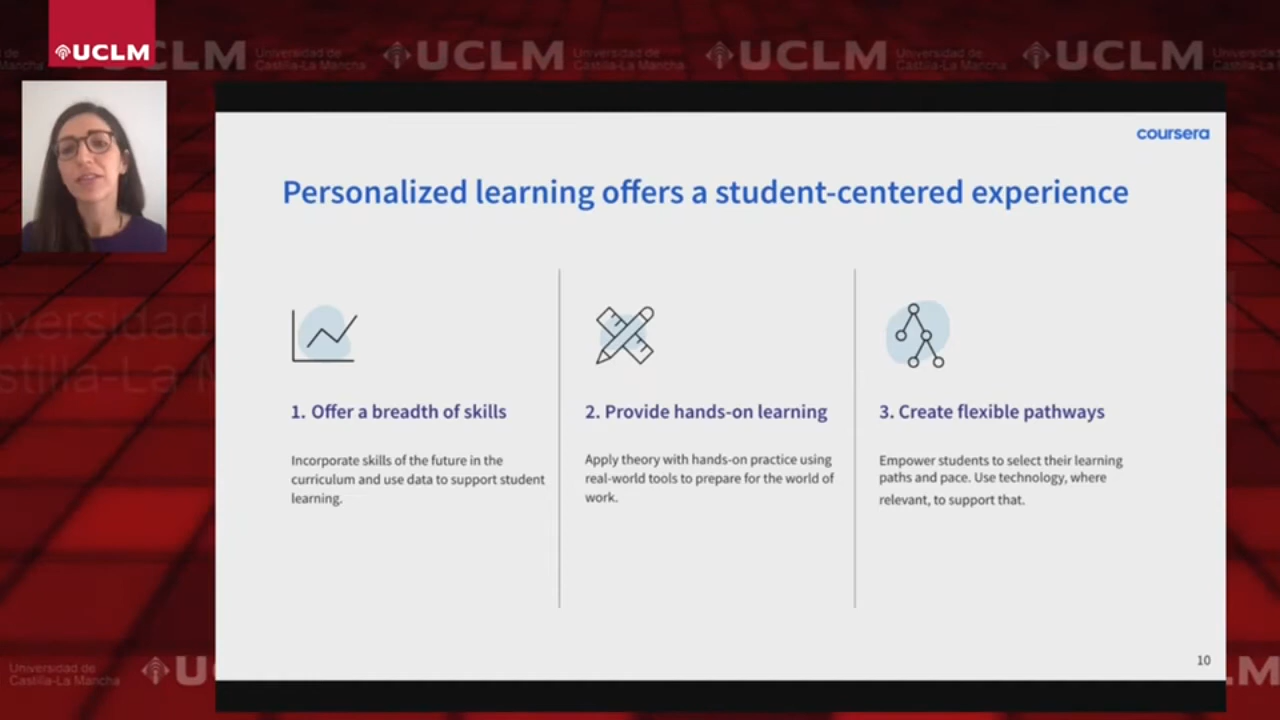 UCLM
CLM
Universidad de
Castilla-La Mancha
UCLM
Universidad de
Castilla-La Mancha
UCLM
Universidad de
Castilla-La Mancha
UCLM
coursera
Personalized learning offers a student-centered experience
1. Offer a breadth of skills
Incorporate skills of the future in the
curriculum and use data to support student
learning.
2. Provide hands-on learning
Apply theory with hands-on practice using
real-world tools to prepare for the world of
work.
3. Create flexible pathways
Empower students to select their learning
paths and pace. Use technology, where
relevant, to support that.
10
Universidad de
Castilla-La Mancha